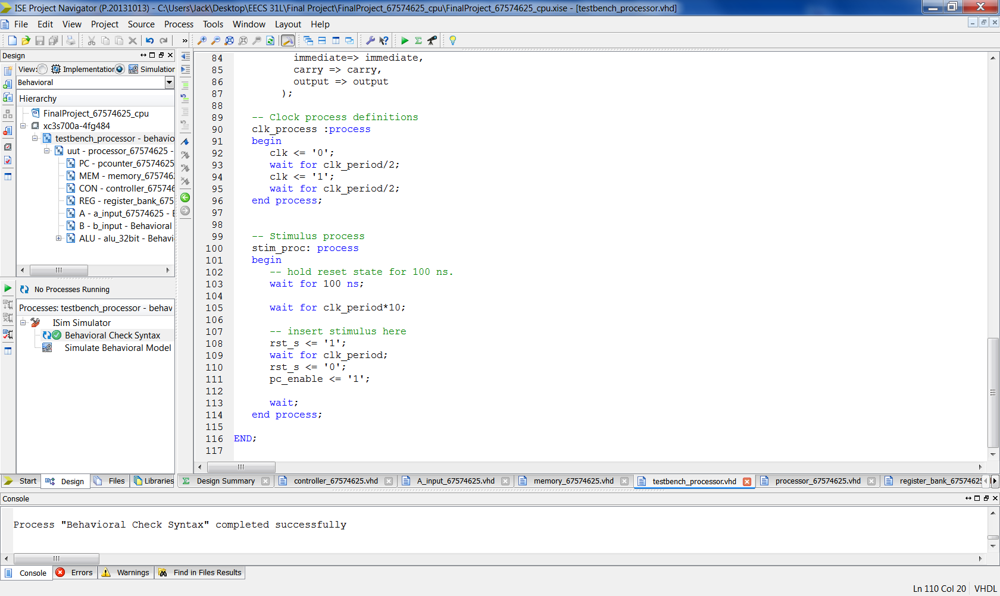 ISE Project Navigator (P.20131013) - C:\Users\Jack\Desktop\EECS 31L\Final Project\FinalProject_67574625_cpu\FinalProject_67574625_cpu.xise - [testbench_processor.vhd]
File Edit View Project Source Process Tools Window Layout Help
Design
View: Implementation Simulation
Behavioral
Hierarchy
FinalProject_67574625_cpu
xc3s700a-4fg484
testbench_processor - behavio
uut - processor_67574625 -
PC - pcounter_67574625
MEM - memory_6757462
CON - controller_675746
REG - register_bank_675
A - a_input_67574625 - B
B - b_input - Behavioral
ALU - alu_32bit - Behavi
No Processes Running
Processes: testbench_processor - behav
ISim Simulator
Behavioral Check Syntax
Simulate Behavioral Model
Start Design Files Libraries
84 immediate=> immediate,
85 carry => carry,
86 output => output
87 );
88
89 -- Clock process definitions
90 clk_process :process
91 begin
92 clk <= '0';
93 wait for clk_period/2;
94 clk <= '1';
95 wait for clk_period/2;
96 end process;
97
98
99 -- Stimulus process
100 stim_proc: process
101 begin
102 -- hold reset state for 100 ns.
103 wait for 100 ns;
104
105 wait for clk_period*10;
106
107 -- insert stimulus here
108 rst_s <= '1';
109 wait for clk_period;
110 rst_s <= '0';
111 pc_enable <= '1';
112
113 wait;
114 end process;
115
116 END;
117
Design Summary controller_67574625.vhd A_input_67574625.vhd memory_67574625.vhd testbench_processor.vhd processor_67574625.vhd register_bank_67574625
Console
Process "Behavioral Check Syntax" completed successfully
Console Errors Warnings Find in Files Results
Ln 110 Col 20 VHDL